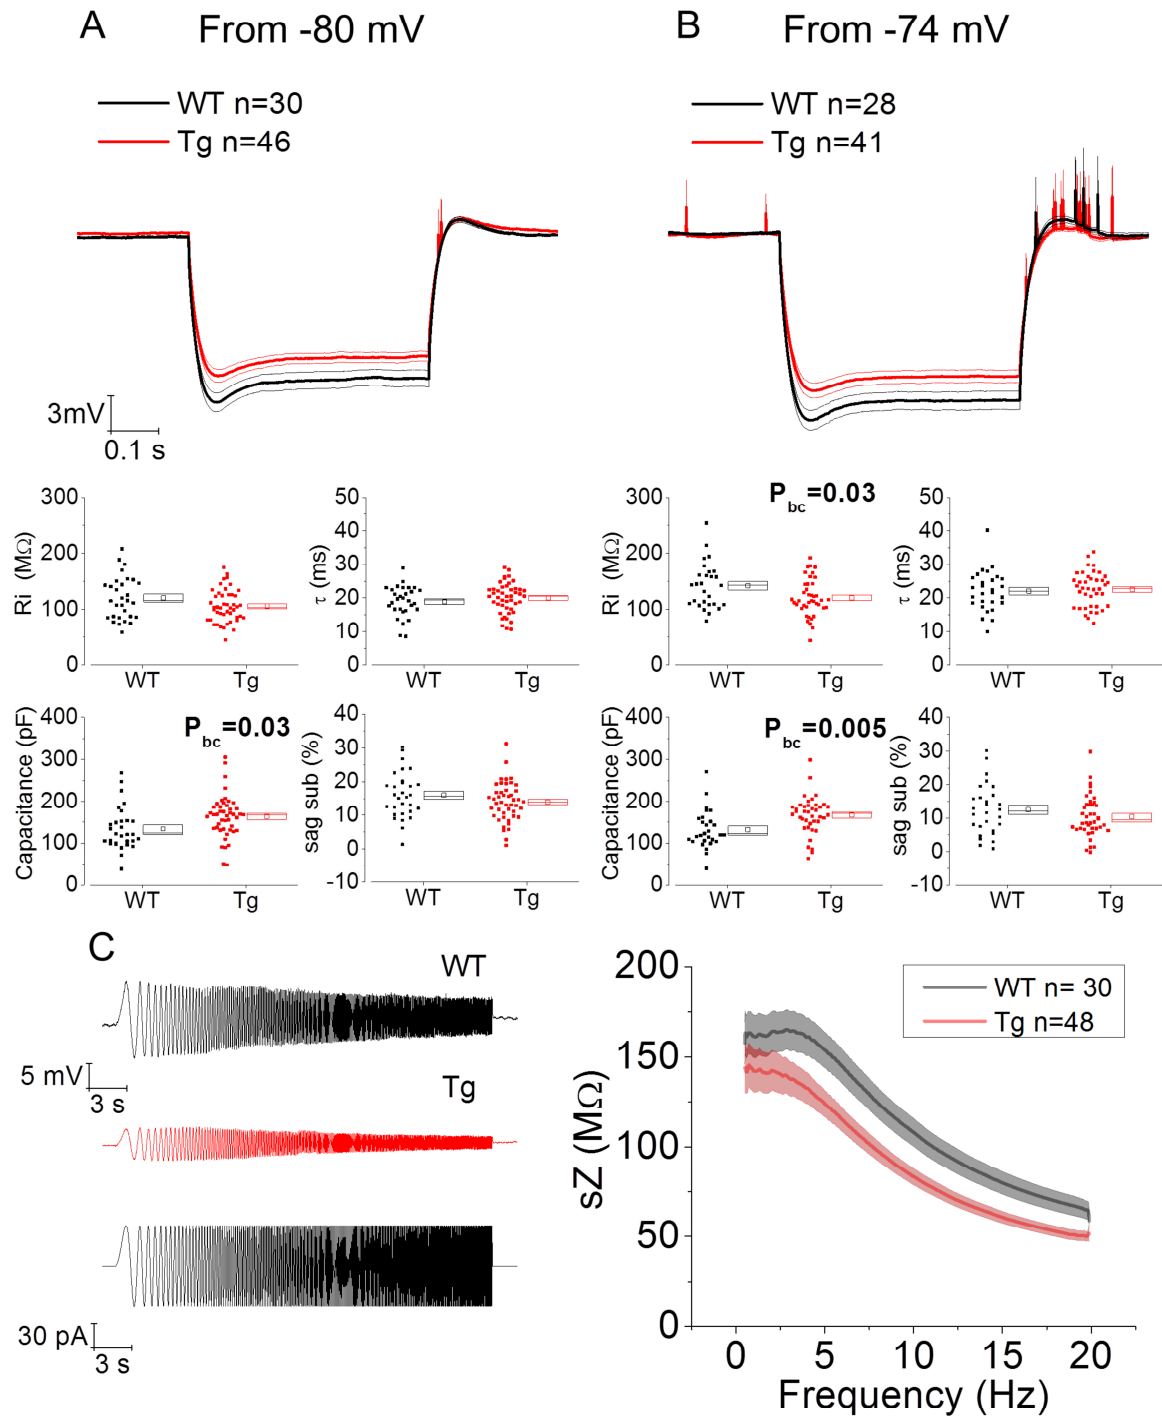 A From -80 mV
WT n=30
Tg n=46
3mV
0.1 s
B From -74 mV
WT n=28
Tg n=41
300
200
100
0
Ri (MΩ)
WT Tg
50
40
30
20
10
0
τ (ms)
WT Tg
400
300
200
100
0
Capacitance (pF)
P bc=0.03
WT Tg
40
30
20
10
0
-10
sag sub (%)
WT Tg
300
200
100
0
Ri (MΩ)
P bc=0.03
WT Tg
50
40
30
20
10
0
τ (ms)
WT Tg
400
300
200
100
0
Capacitance (pF)
P bc=0.005
WT Tg
40
30
20
10
0
-10
sag sub (%)
WT Tg
C
WT
5 mV
3 s
Tg
30 pA
3 s
200
150
100
50
0
sZ (MΩ)
WT n= 30
Tg n=48
0 5 10 15 20
Frequency (Hz)